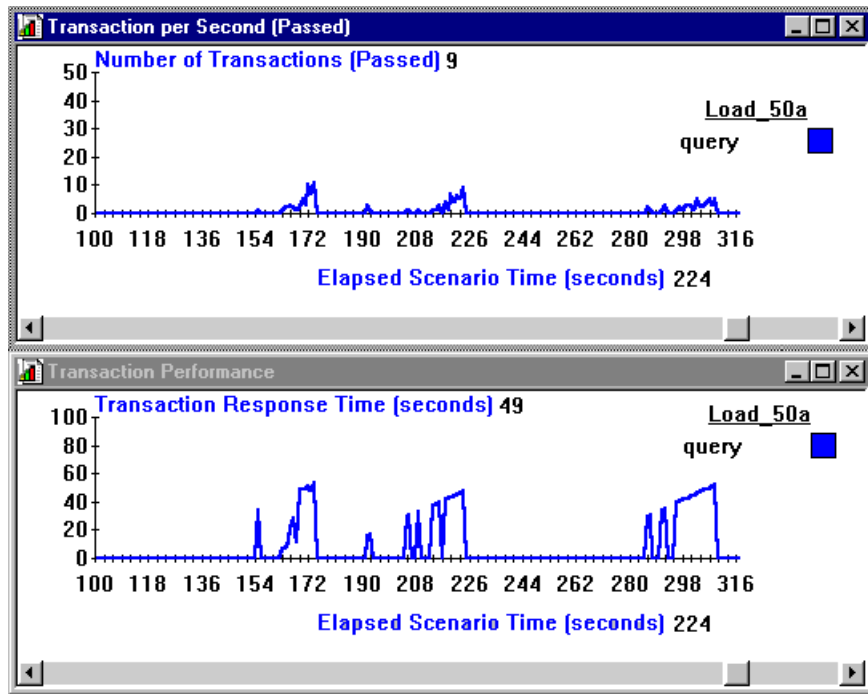 Transaction per Second (Passed)
Number of Transactions (Passed) 9
50
40
30
20
10
0
Load_50a
query
100 118 136 154 172 190 208 226 244 262 280 298 316
Elapsed Scenario Time (seconds) 224
Transaction Performance
Transaction Response Time (seconds) 49
100
80
60
40
20
0
Load_50a
query
100 118 136 154 172 190 208 226 244 262 280 298 316
Elapsed Scenario Time (seconds) 224